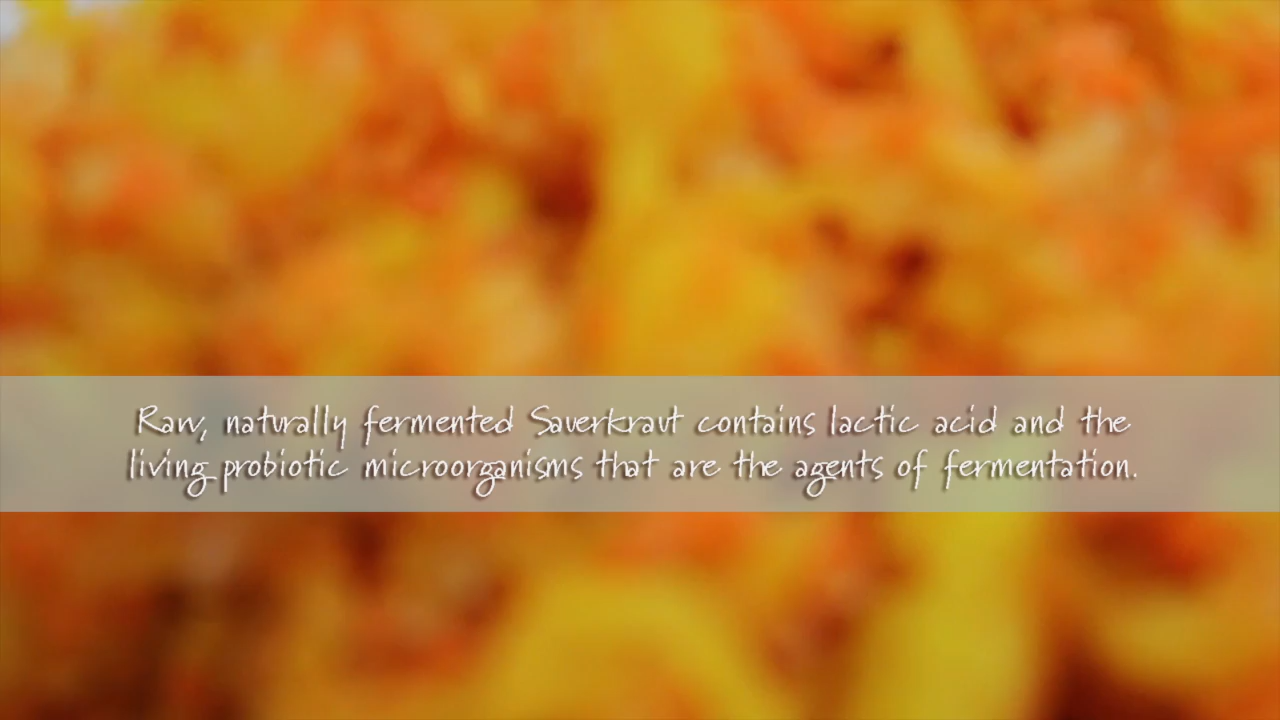 Raw, naturally fermented Sauerkraut contains lactic acid and the
living probiotic microorganisms that are the agents of fermentation.